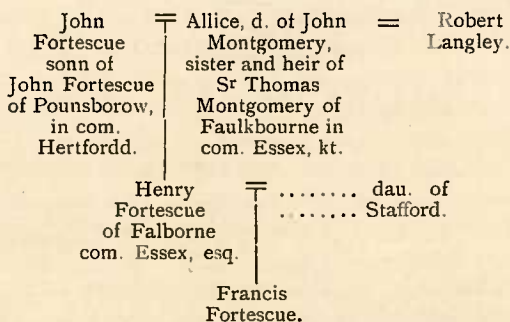 John
Fortescue
sonn of
John Fortescue
of Pounsborow,
in com.
Hertfordd.
Allice, d. of John
Montgomery,
sister and heir of
Sr Thomas
Montgomery of
Faulkbourne in
com. Essex, kt.
=
Robert
Langley.
Henry
Fortescue
of Falborne
com. Essex, esq.
........ dau. of
........ Stafford.
Francis
Fortescue.